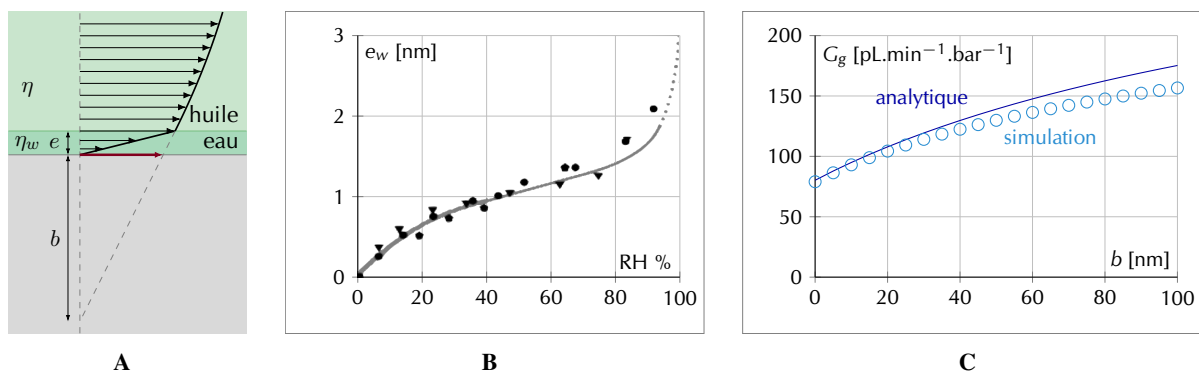 η
huile
η_w e
eau
b
A
3
2
1
0
e_w [nm]
RH %
0
20
40
60
80
100
B
200
150
100
50
0
G_g [pL.min⁻¹.bar⁻¹]
analytique
simulation
b [nm]
0
20
40
60
80
100
C